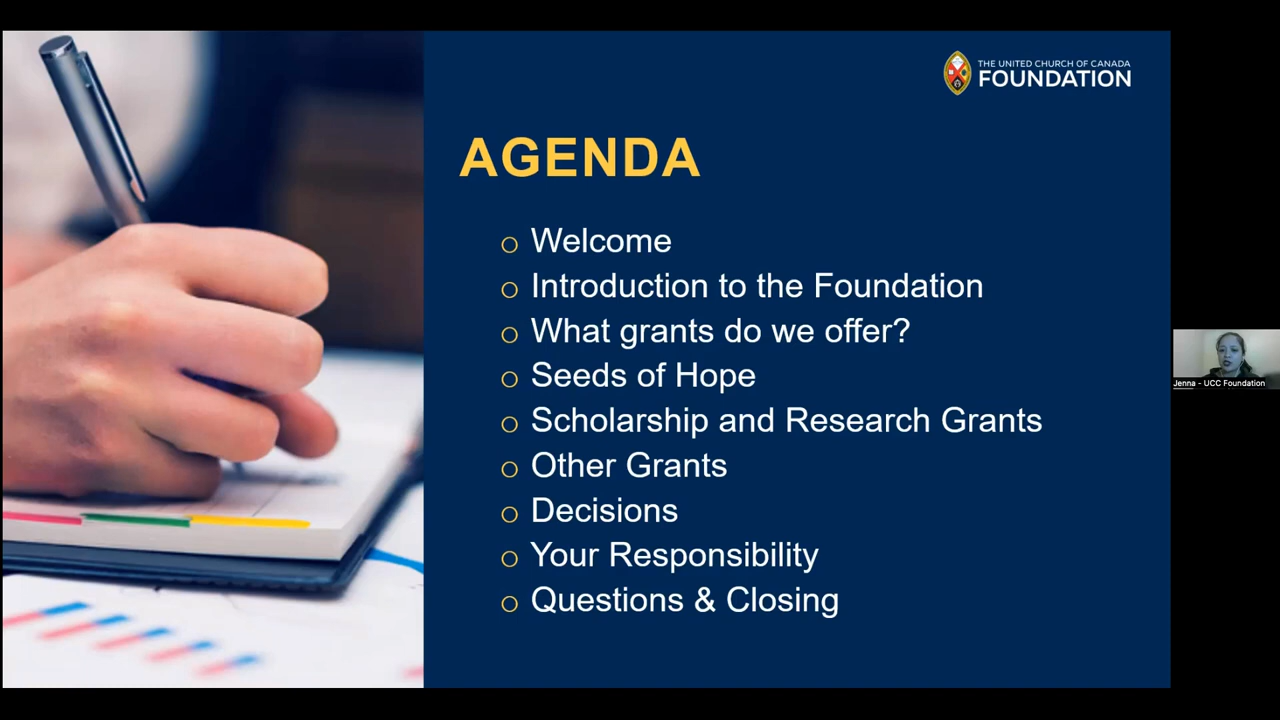 THE UNITED CHURCH OF CANADA
FOUNDATION
AGENDA
Welcome
Introduction to the Foundation
What grants do we offer?
Seeds of Hope
Scholarship and Research Grants
Other Grants
Decisions
Your Responsibility
Questions & Closing
Jenna - UCC Foundation